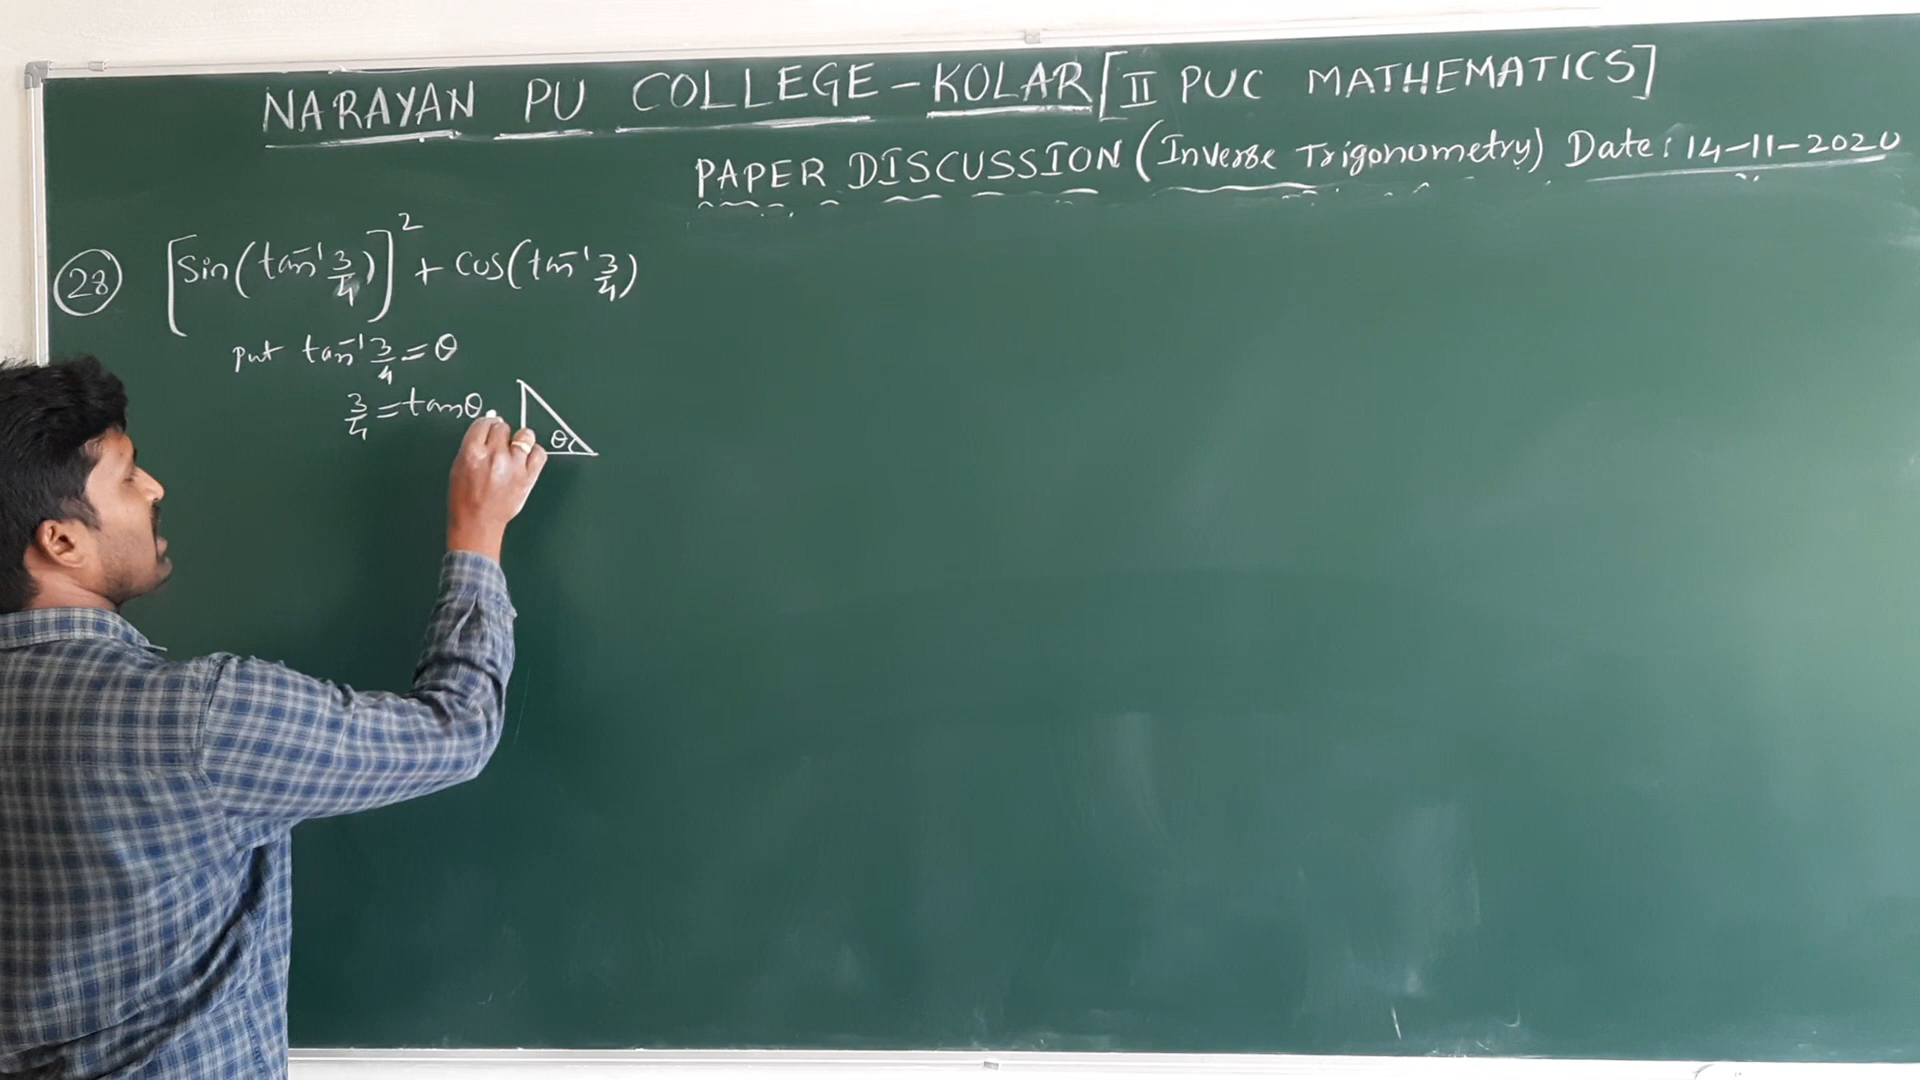 NARAYAN PU COLLEGE – KOLAR [II PUC MATHEMATICS]
PAPER DISCUSSION (Inverse Trigonometry) Date: 14-11-2020
(28) [Sin(tan⁻¹ 3/4)]² + Cos(tan⁻¹ 3/4)
put tan⁻¹ 3/4 = θ
3/4 = tanθ
θ